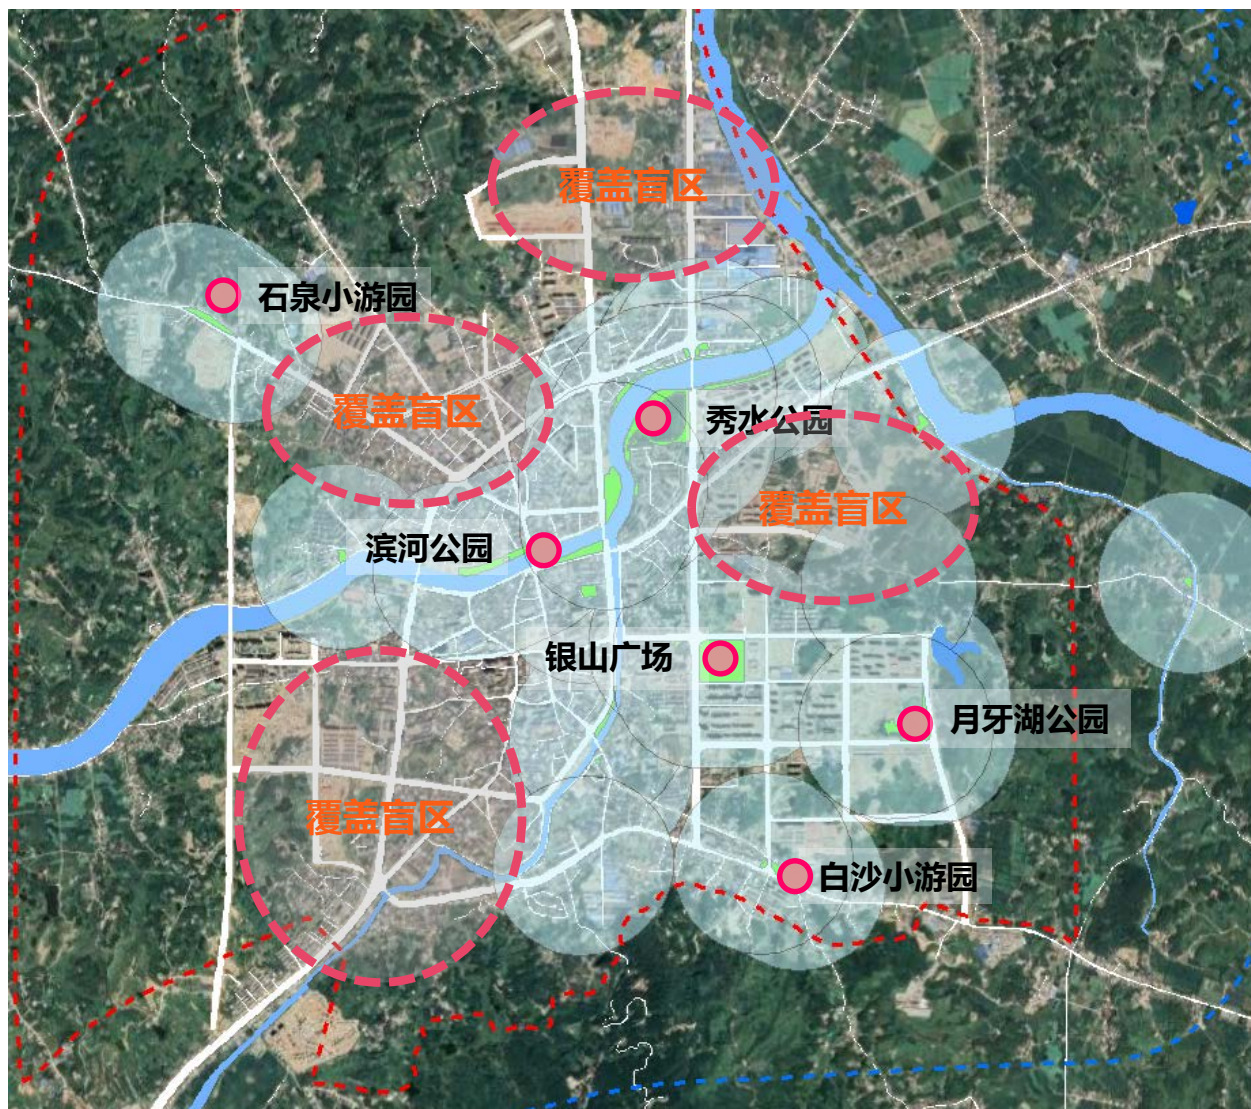 覆盖盲区
石泉小游园
覆盖盲区
秀水公园
覆盖盲区
滨河公园
银山广场
月牙湖公园
覆盖盲区
白沙小游园